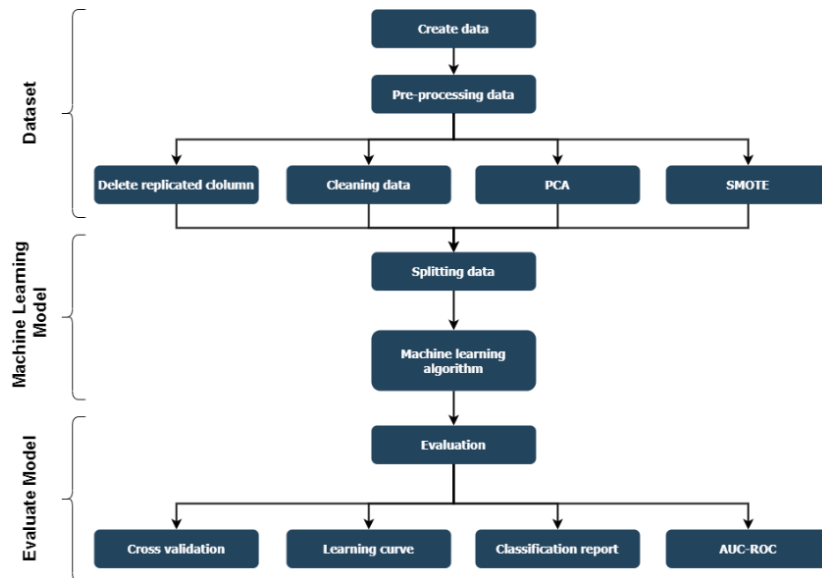 Create data
Pre-processing data
Dataset
Delete replicated clolumn
Cleaning data
PCA
SMOTE
Machine Learning
Model
Splitting data
Machine learning
algorithm
Evaluate Model
Evaluation
Cross validation
Learning curve
Classification report
AUC-ROC